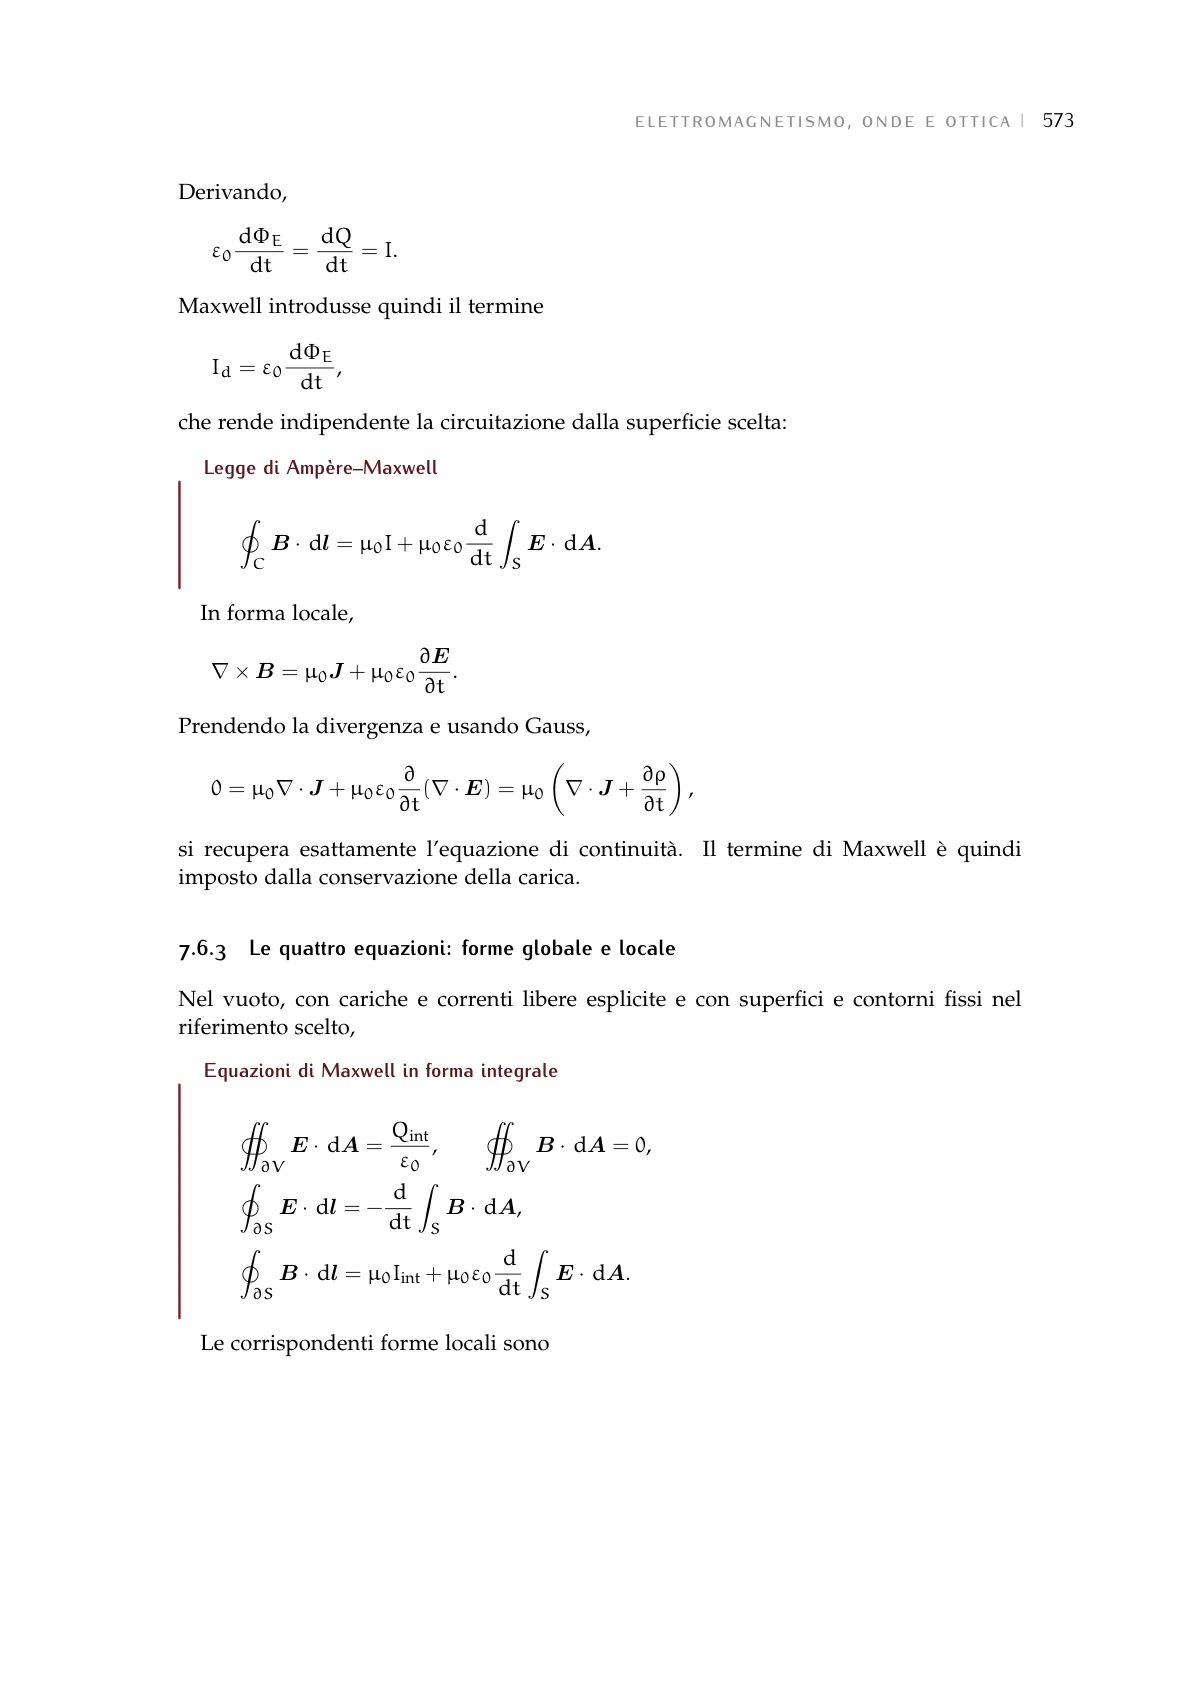 ELETTROMAGNETISMO, ONDE E OTTICA | 573
Derivando,
ε₀ dΦ_E/dt = dQ/dt = I.
Maxwell introdusse quindi il termine
I_d = ε₀ dΦ_E/dt,
che rende indipendente la circuitazione dalla superficie scelta:
Legge di Ampère–Maxwell
∮_C B · dl = μ₀I + μ₀ε₀ d/dt ∫_S E · dA.
In forma locale,
∇ × B = μ₀J + μ₀ε₀ ∂E/∂t.
Prendendo la divergenza e usando Gauss,
0 = μ₀∇ · J + μ₀ε₀ ∂/∂t (∇ · E) = μ₀ (∇ · J + ∂ρ/∂t),
si recupera esattamente l'equazione di continuità. Il termine di Maxwell è quindi
imposto dalla conservazione della carica.
7.6.3 Le quattro equazioni: forme globale e locale
Nel vuoto, con cariche e correnti libere esplicite e con superfici e contorni fissi nel
riferimento scelto,
Equazioni di Maxwell in forma integrale
∯_∂V E · dA = Q_int/ε₀, ∯_∂V B · dA = 0,
∮_∂S E · dl = −d/dt ∫_S B · dA,
∮_∂S B · dl = μ₀I_int + μ₀ε₀ d/dt ∫_S E · dA.
Le corrispondenti forme locali sono